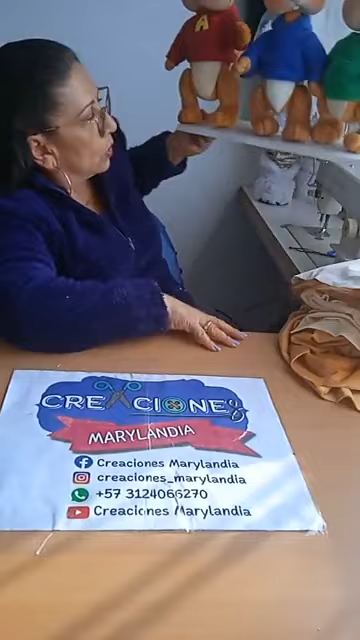 A
CREACIONES
MARYLANDIA
Creaciones Marylandia
creaciones_marylandia
+57 3124066270
Creaciones Marylandia